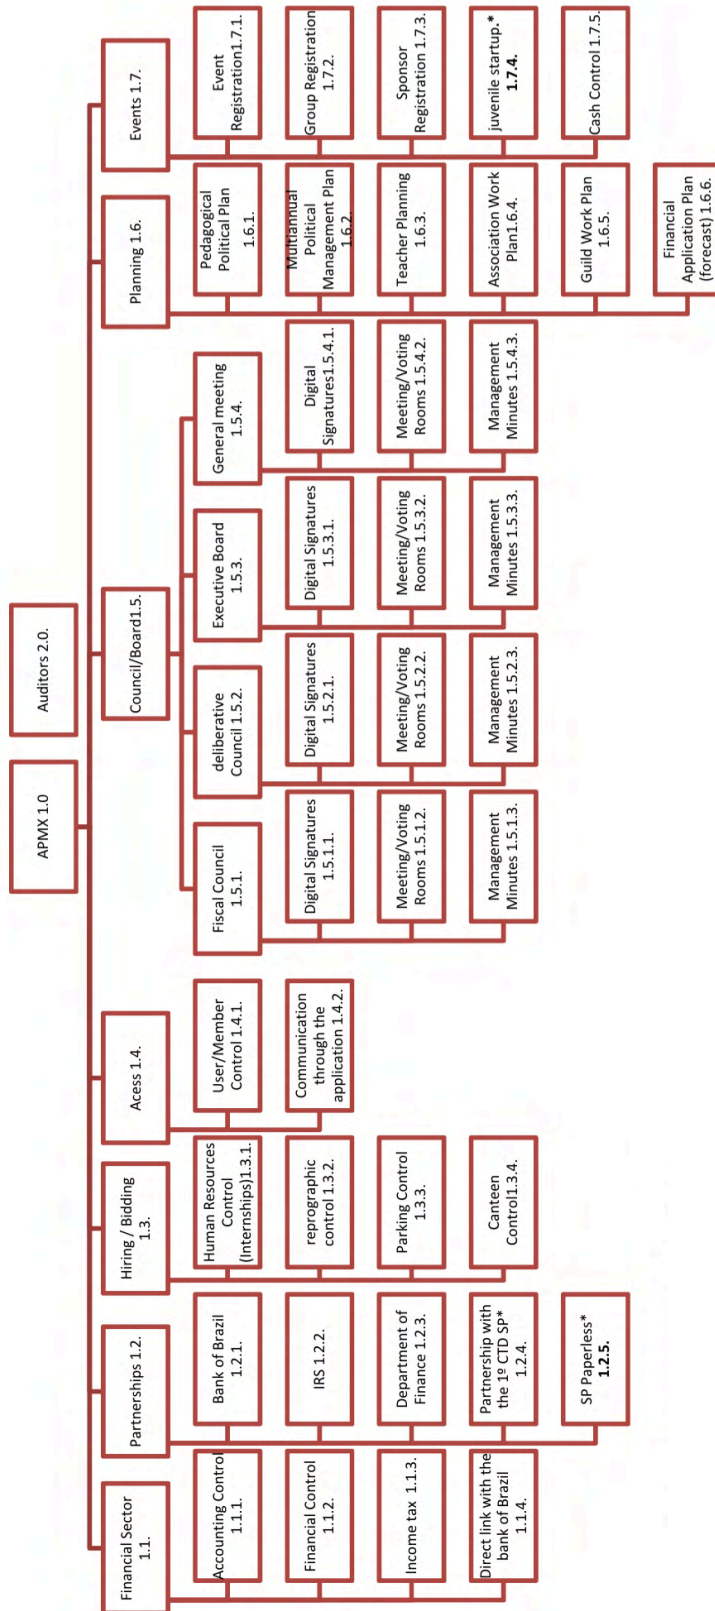 APMX 1.0
Auditors 2.0.
Financial Sector
1.1.
Accounting Control
1.1.1.
Financial Control
1.1.2.
Income tax 1.1.3.
Direct link with the
bank of Brazil
1.1.4.
Partnerships 1.2.
Bank of Brazil
1.2.1.
IRS 1.2.2.
Department of
Finance 1.2.3.
Partnership with
the 1º CTD SP*
1.2.4.
SP Paperless*
1.2.5.
Hiring / Bidding
1.3.
Human Resources
Control
(Internships)1.3.1.
reprographic
control 1.3.2.
Parking Control
1.3.3.
Canteen
Control1.3.4.
Acess 1.4.
User/Member
Control 1.4.1.
Communication
through the
application 1.4.2.
Council/Board1.5.
Fiscal Council
1.5.1.
Digital Signatures
1.5.1.1.
Meeting/Voting
Rooms 1.5.1.2.
Management
Minutes 1.5.1.3.
deliberative
Council 1.5.2.
Digital Signatures
1.5.2.1.
Meeting/Voting
Rooms 1.5.2.2.
Management
Minutes 1.5.2.3.
Executive Board
1.5.3.
Digital Signatures
1.5.3.1.
Meeting/Voting
Rooms 1.5.3.2.
Management
Minutes 1.5.3.3.
General meeting
1.5.4.
Digital
Signatures1.5.4.1.
Meeting/Voting
Rooms 1.5.4.2.
Management
Minutes 1.5.4.3.
Planning 1.6.
Pedagogical
Political Plan
1.6.1.
Multiannual
Political
Management Plan
1.6.2.
Teacher Planning
1.6.3.
Association Work
Plan1.6.4.
Guild Work Plan
1.6.5.
Financial
Application Plan
(forecast) 1.6.6.
Events 1.7.
Event
Registration1.7.1.
Group Registration
1.7.2.
Sponsor
Registration 1.7.3.
juvenile startup.*
1.7.4.
Cash Control 1.7.5.